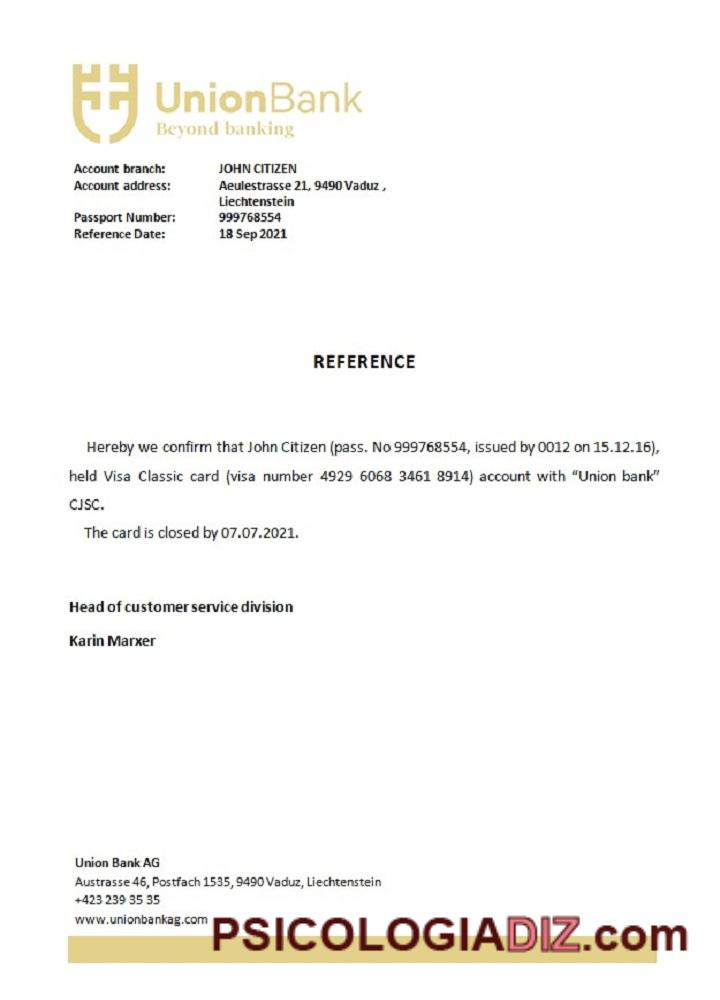 UnionBank
Beyond banking
Account branch: JOHN CITIZEN
Account address: Aeulestrasse 21, 9490 Vaduz ,
Liechtenstein
Passport Number: 999768554
Reference Date: 18 Sep 2021
REFERENCE
Hereby we confirm that John Citizen (pass. No 999768554, issued by 0012 on 15.12.16),
held Visa Classic card (visa number 4929 6068 3461 8914) account with “Union bank”
CJSC.
The card is closed by 07.07.2021.
Head of customer service division
Karin Marxer
Union Bank AG
Austrasse 46, Postfach 1535, 9490 Vaduz, Liechtenstein
+423 239 35 35
www.unionbankag.com
PSICOLOGIADIZ.com